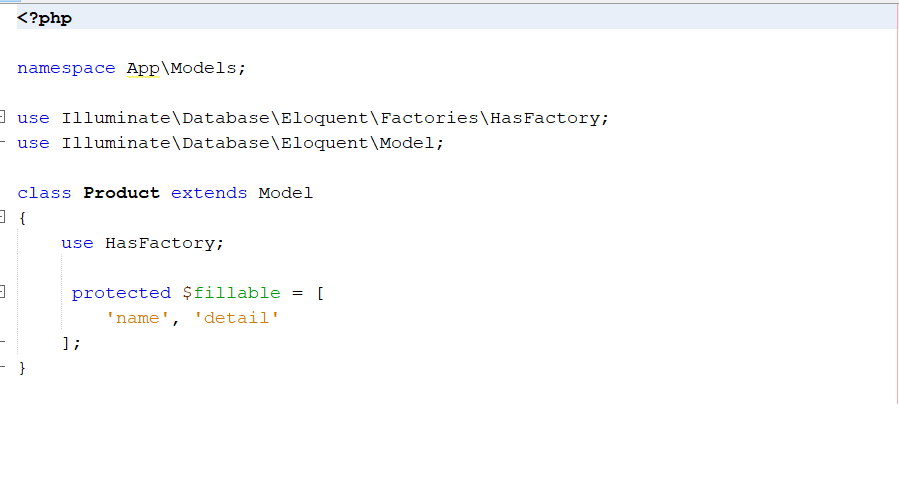 <?php
namespace App\Models;
use Illuminate\Database\Eloquent\Factories\HasFactory;
use Illuminate\Database\Eloquent\Model;
class Product extends Model
{
use HasFactory;
protected $fillable = [
'name', 'detail'
];
}